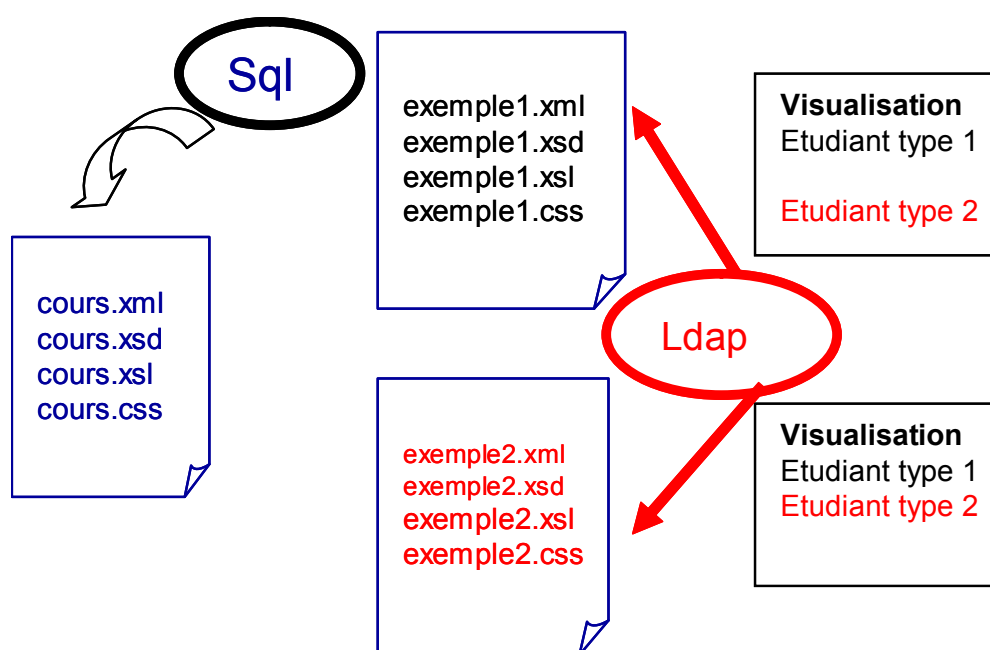 Sql
exemple1.xml
exemple1.xsd
exemple1.xsl
exemple1.css
Visualisation
Etudiant type 1
Etudiant type 2
cours.xml
cours.xsd
cours.xsl
cours.css
Ldap
exemple2.xml
exemple2.xsd
exemple2.xsl
exemple2.css
Visualisation
Etudiant type 1
Etudiant type 2